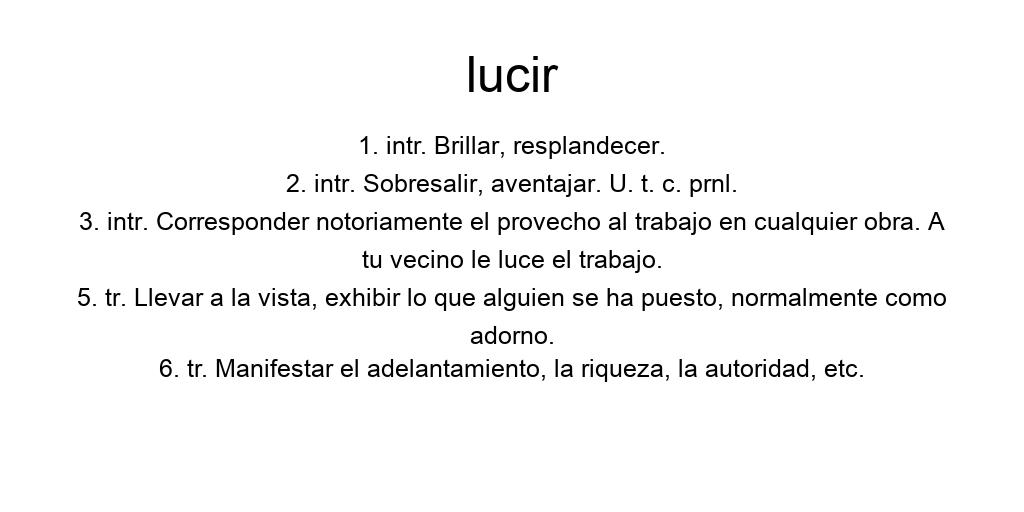 lucir
1. intr. Brillar, resplandecer.
2. intr. Sobresalir, aventajar. U. t. c. prnl.
3. intr. Corresponder notoriamente el provecho al trabajo en cualquier obra. A
tu vecino le luce el trabajo.
5. tr. Llevar a la vista, exhibir lo que alguien se ha puesto, normalmente como
adorno.
6. tr. Manifestar el adelantamiento, la riqueza, la autoridad, etc.